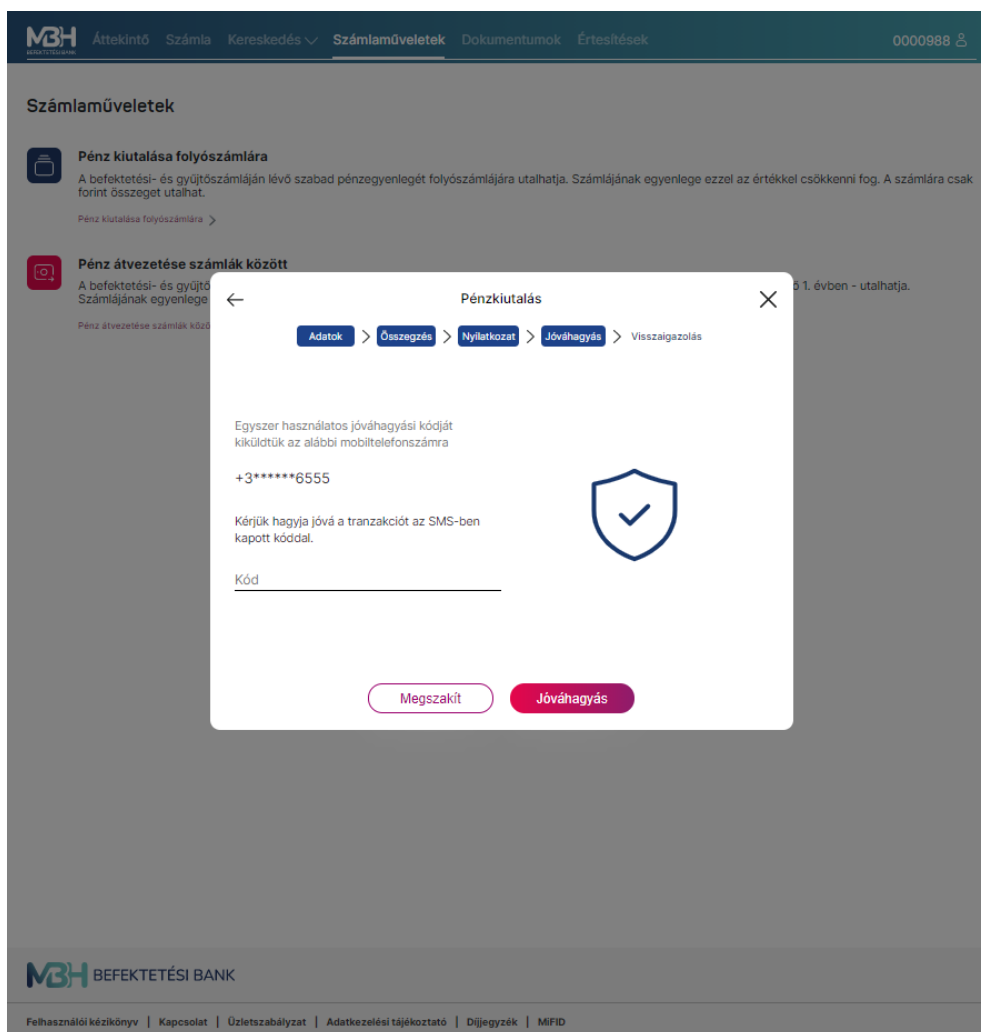 MBH Áttekintő Számla Kereskedés Számlaműveletek Dokumentumok Értesítések 0000988
BEFEKTETÉSI BANK
Számlaműveletek
Pénz kiutalása folyószámlára
A befektetési- és gyűjtőszámláján lévő szabad pénzegyenlegét folyószámlájára utalhatja. Számlájának egyenlege ezzel az értékkel csökkenni fog. A számlára csak
forint összeget utalhat.
Pénz kiutalása folyószámlára >
Pénz átvezetése számlák között
A befektetési- és gyűjtő
ó 1. évben - utalhatja.
Számlájának egyenlege
Pénz átvezetése számlák közö
Pénzkiutalás
Adatok > Összegzés > Nyilatkozat > Jóváhagyás > Visszaigazolás
Egyszer használatos jóváhagyási kódját
kiküldtük az alábbi mobiltelefonszámra
+3******6555
Kérjük hagyja jóvá a tranzakciót az SMS-ben
kapott kóddal.
Kód
Megszakít Jóváhagyás
MBH BEFEKTETÉSI BANK
Felhasználói kézikönyv | Kapcsolat | Üzletszabályzat | Adatkezelési tájékoztató | Díjjegyzék | MiFID